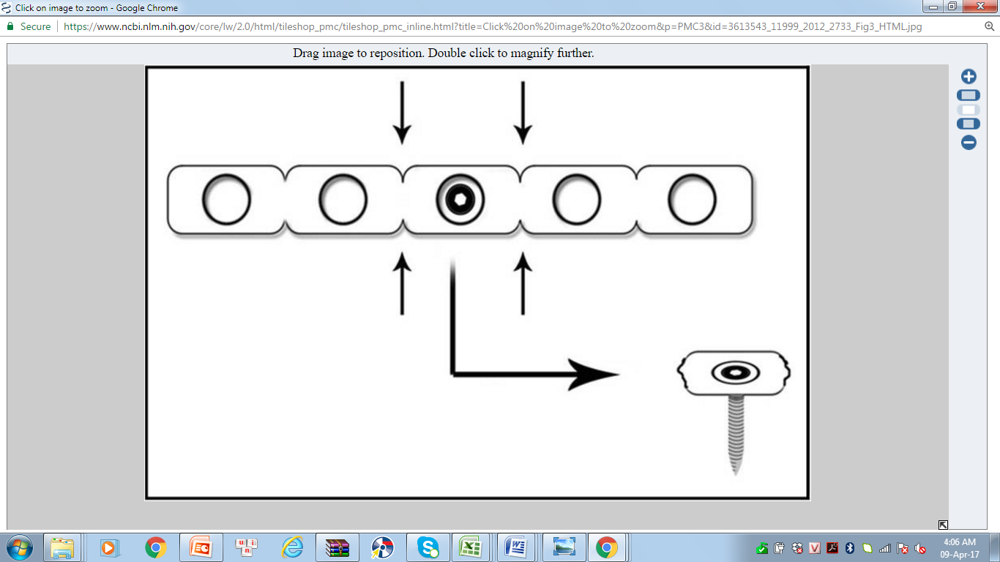 Click on image to zoom - Google Chrome
Secure
https://www.ncbi.nlm.nih.gov/core/lw/2.0/html/tileshop_pmc/tileshop_pmc_inline.html?title=Click%20on%20image%20to%20zoom&p=PMC3&id=3613543_11999_2012_2733_Fig3_HTML.jpg
Drag image to reposition. Double click to magnify further.
u i
n
4:06 AM
09-Apr-17